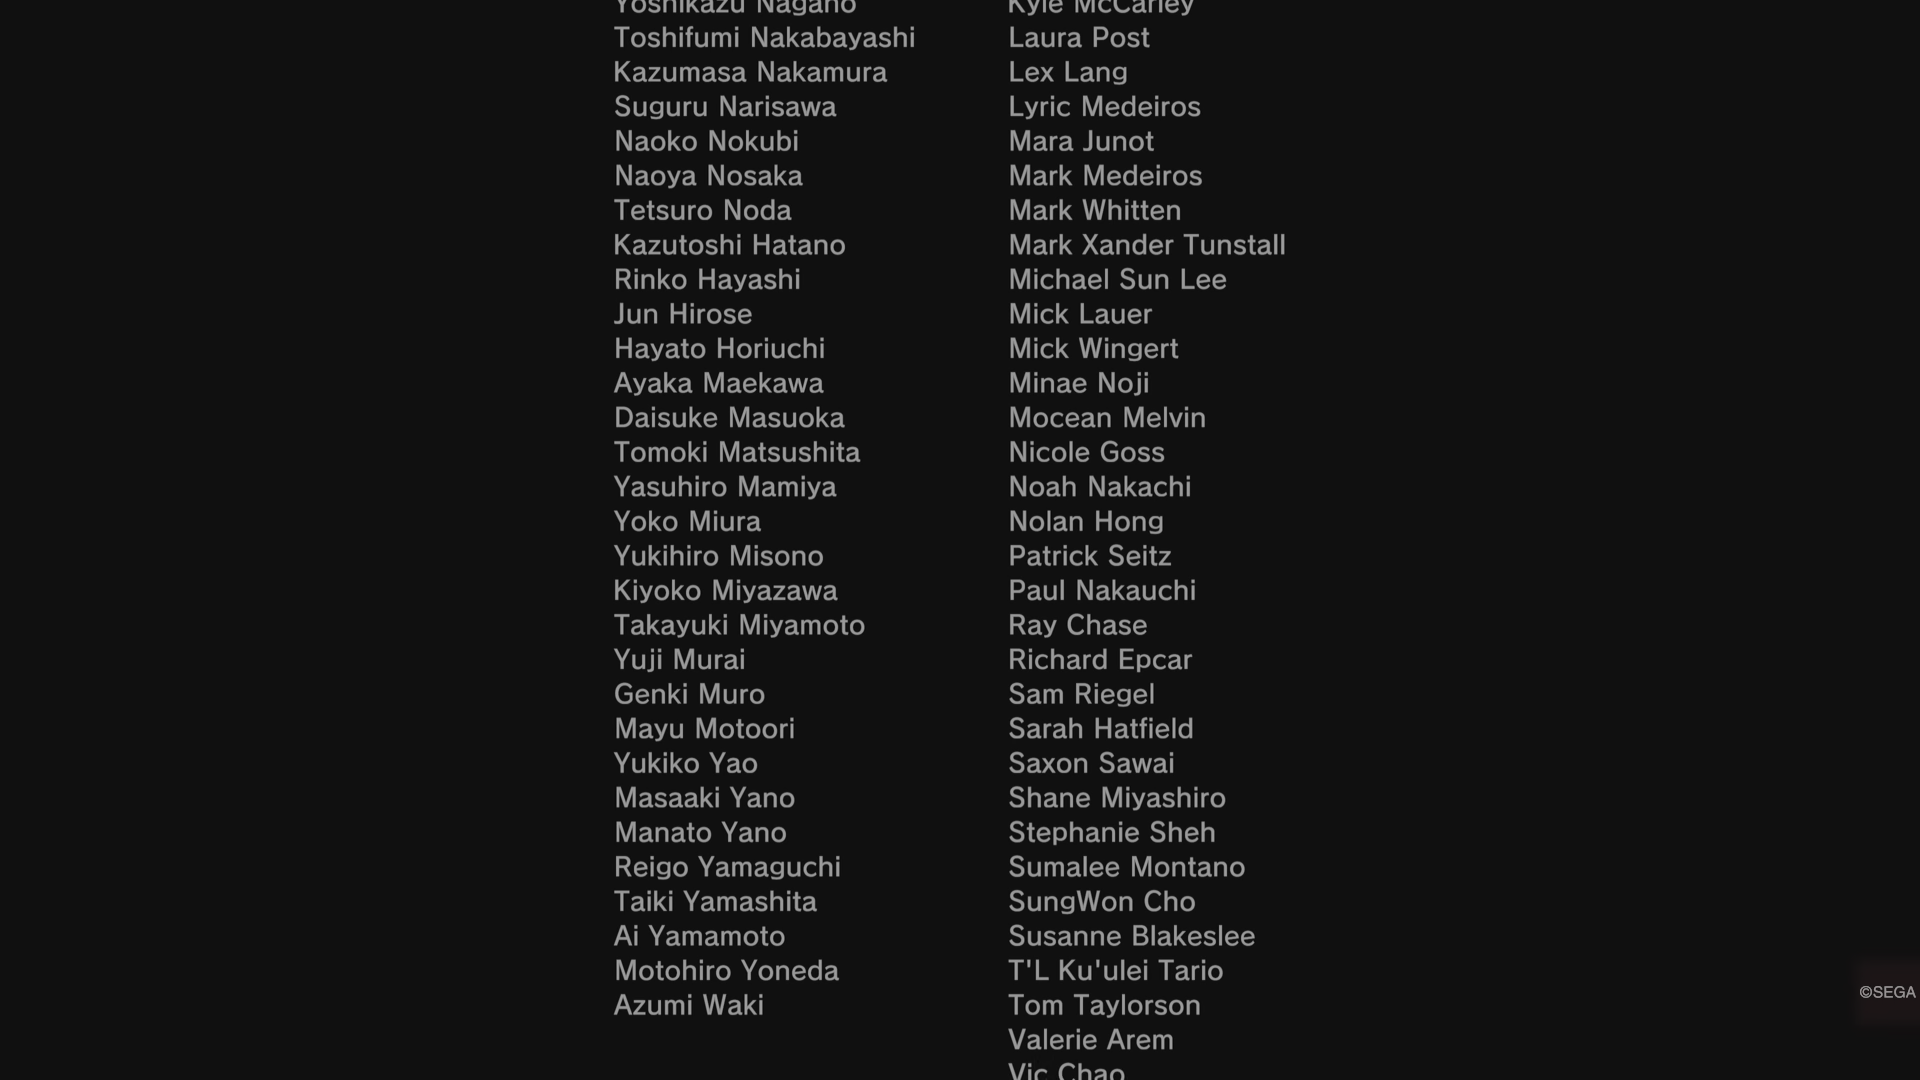 Yoshikazu Nagano
Toshifumi Nakabayashi
Kazumasa Nakamura
Suguru Narisawa
Naoko Nokubi
Naoya Nosaka
Tetsuro Noda
Kazutoshi Hatano
Rinko Hayashi
Jun Hirose
Hayato Horiuchi
Ayaka Maekawa
Daisuke Masuoka
Tomoki Matsushita
Yasuhiro Mamiya
Yoko Miura
Yukihiro Misono
Kiyoko Miyazawa
Takayuki Miyamoto
Yuji Murai
Genki Muro
Mayu Motoori
Yukiko Yao
Masaaki Yano
Manato Yano
Reigo Yamaguchi
Taiki Yamashita
Ai Yamamoto
Motohiro Yoneda
Azumi Waki
Kyle McCarley
Laura Post
Lex Lang
Lyric Medeiros
Mara Junot
Mark Medeiros
Mark Whitten
Mark Xander Tunstall
Michael Sun Lee
Mick Lauer
Mick Wingert
Minae Noji
Mocean Melvin
Nicole Goss
Noah Nakachi
Nolan Hong
Patrick Seitz
Paul Nakauchi
Ray Chase
Richard Epcar
Sam Riegel
Sarah Hatfield
Saxon Sawai
Shane Miyashiro
Stephanie Sheh
Sumalee Montano
SungWon Cho
Susanne Blakeslee
T'L Ku'ulei Tario
Tom Taylorson
Valerie Arem
Vic Chao
©SEGA